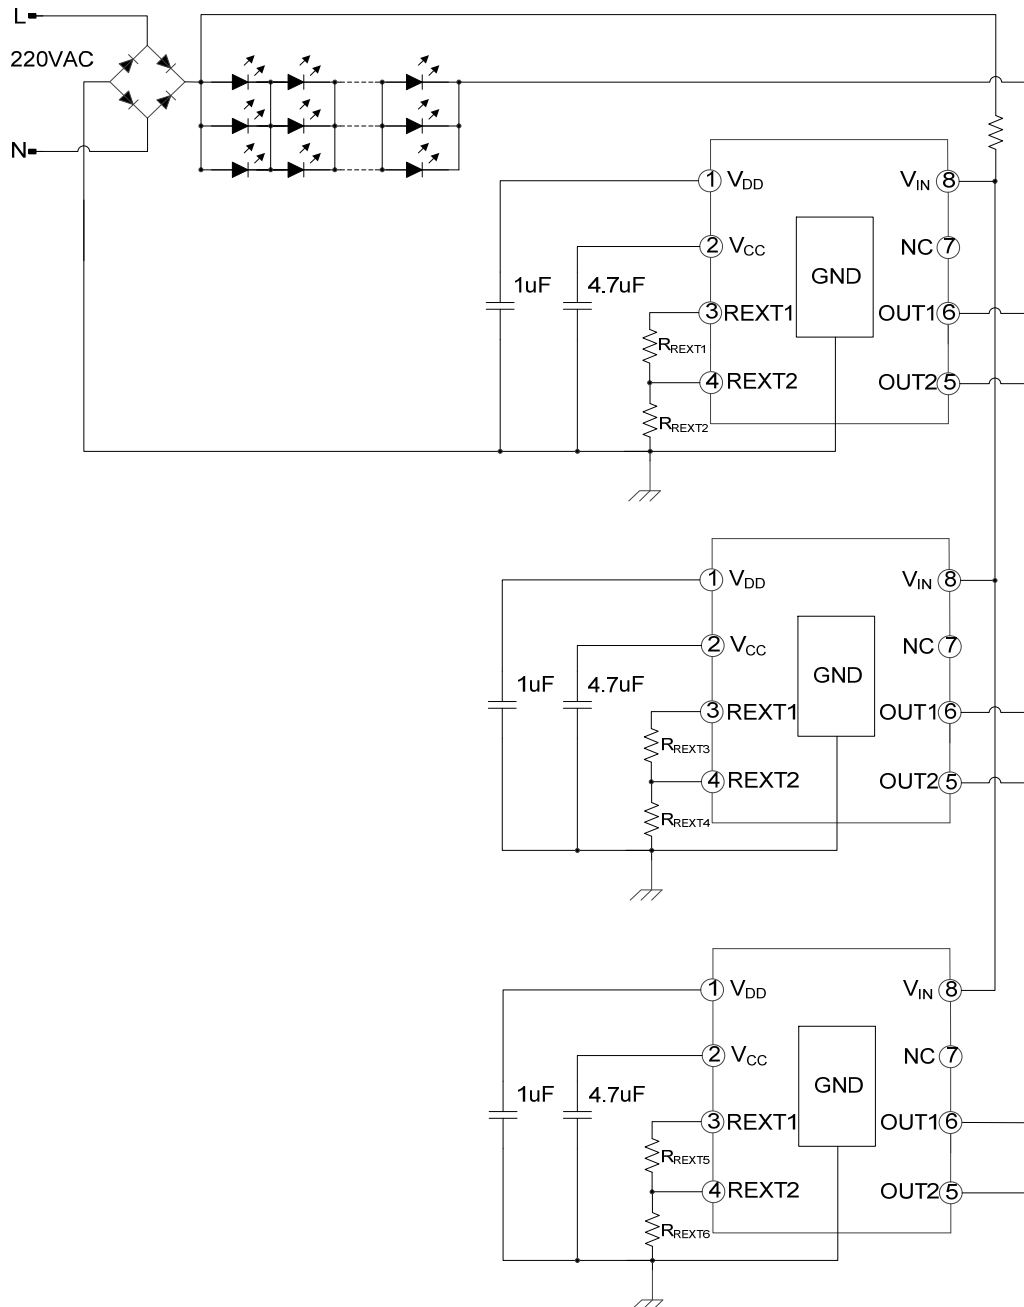 L
220VAC
N
1 VDD
VIN 8
2 VCC
NC 7
GND
1uF
4.7uF
3 REXT1
OUT1 6
RREXT1
4 REXT2
OUT2 5
RREXT2
1 VDD
VIN 8
2 VCC
NC 7
GND
1uF
4.7uF
3 REXT1
OUT1 6
RREXT3
4 REXT2
OUT2 5
RREXT4
1 VDD
VIN 8
2 VCC
NC 7
GND
1uF
4.7uF
3 REXT1
OUT1 6
RREXT5
4 REXT2
OUT2 5
RREXT6